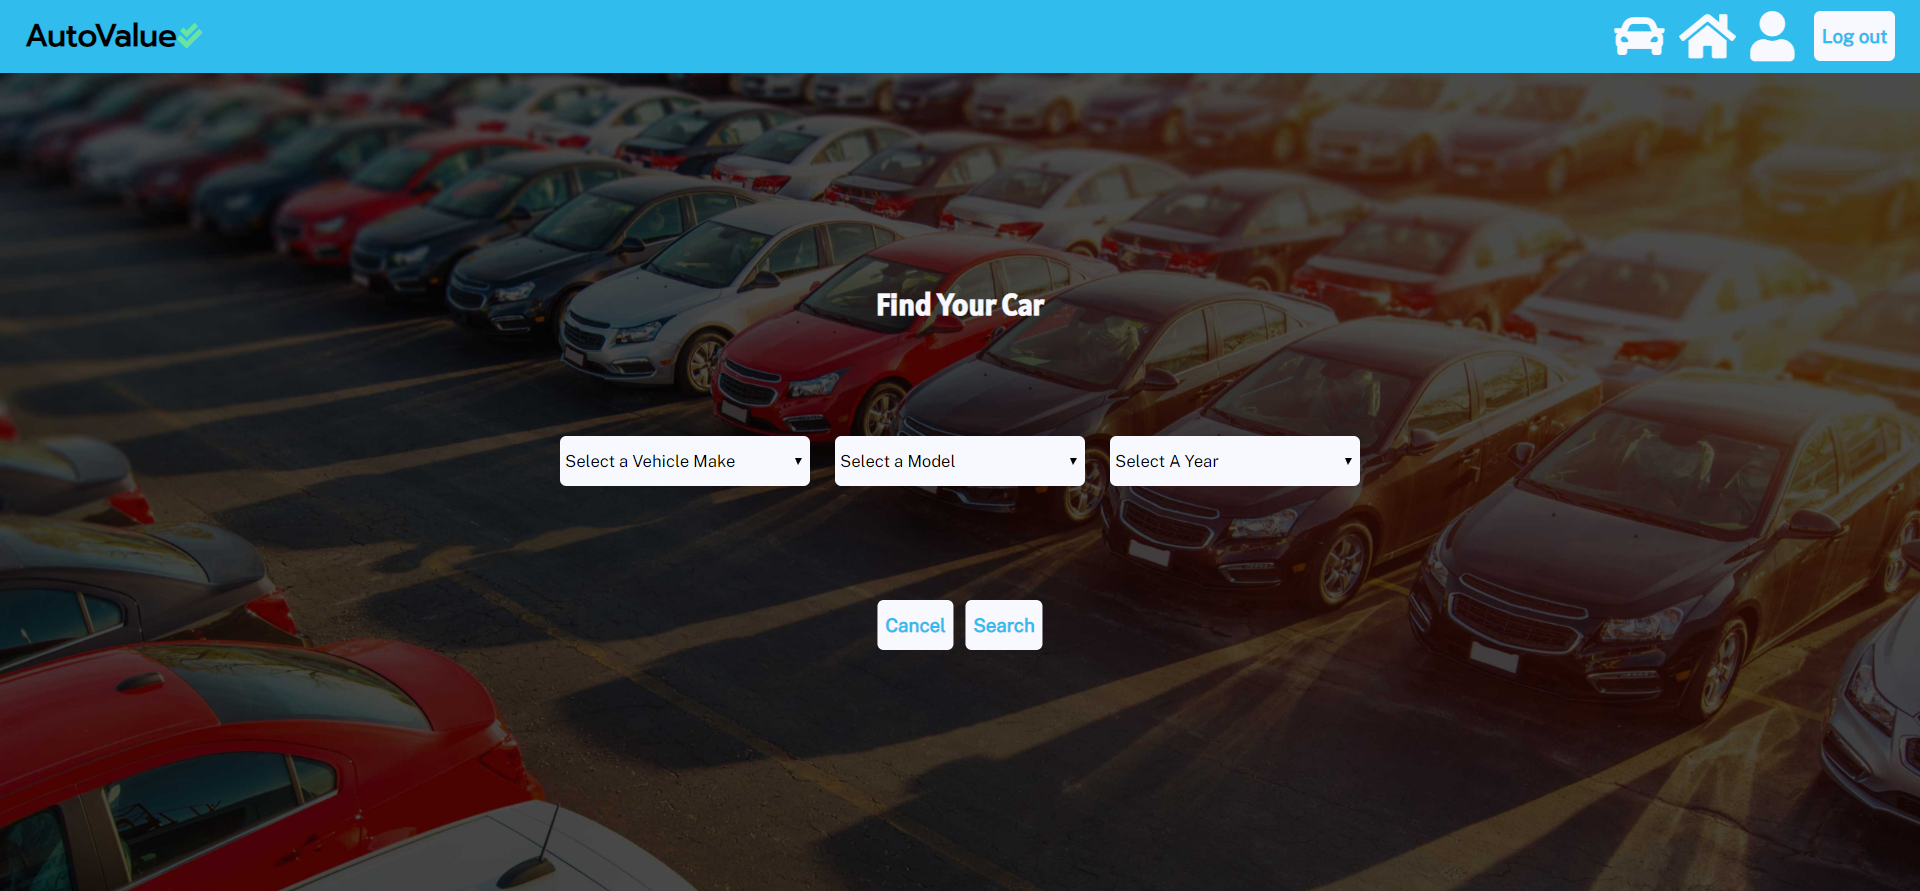 AutoValue
Log out
Find Your Car
Select a Vehicle Make
Select a Model
Select A Year
Cancel
Search